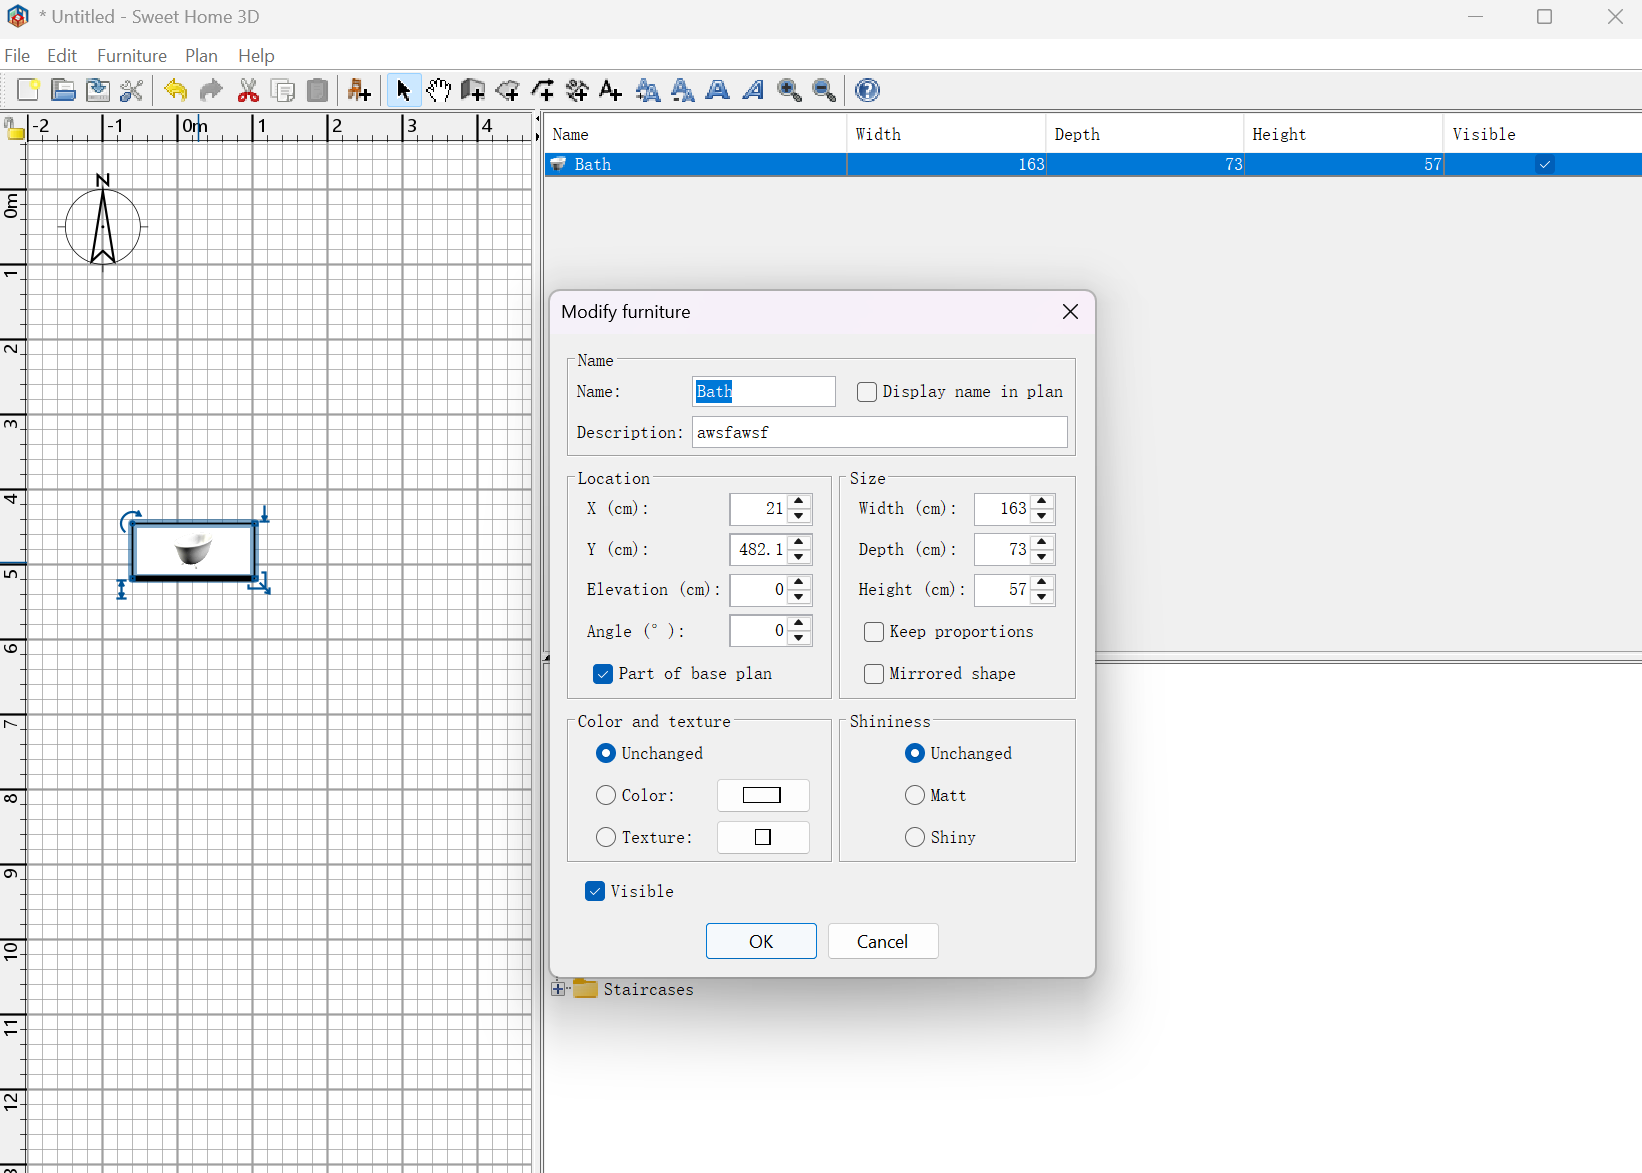 * Untitled - Sweet Home 3D
File Edit Furniture Plan Help
-2 -1 0m 1 2 3 4
Name Width Depth Height Visible
Bath 163 73 57
N
0m
1
2
3
4
5
6
7
8
9
10
11
12
Modify furniture
Name
Name: Bath Display name in plan
Description: awsfawsf
Location
X (cm): 21
Y (cm): 482.1
Elevation (cm): 0
Angle (°): 0
Part of base plan
Size
Width (cm): 163
Depth (cm): 73
Height (cm): 57
Keep proportions
Mirrored shape
Color and texture
Unchanged
Color:
Texture:
Shininess
Unchanged
Matt
Shiny
Visible
OK Cancel
Staircases